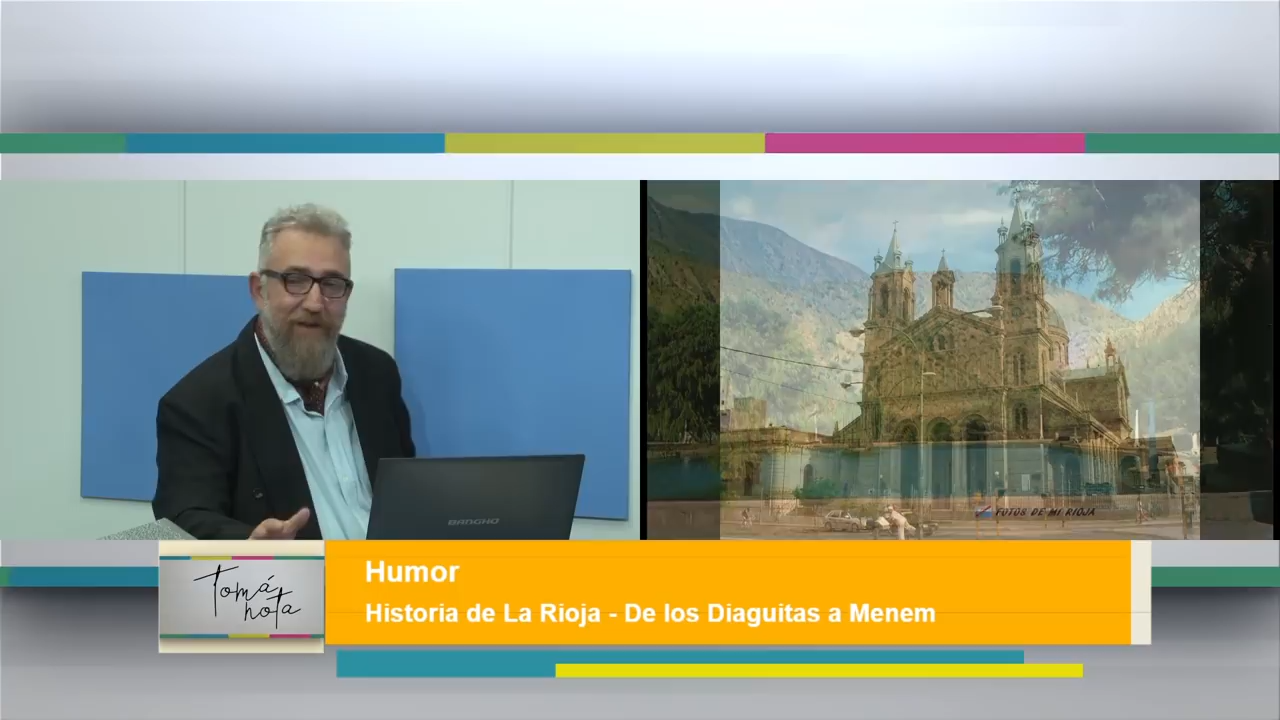 BANGHO
FOTOS DE MI RIOJA
Tomá
nota
Humor
Historia de La Rioja - De los Diaguitas a Menem